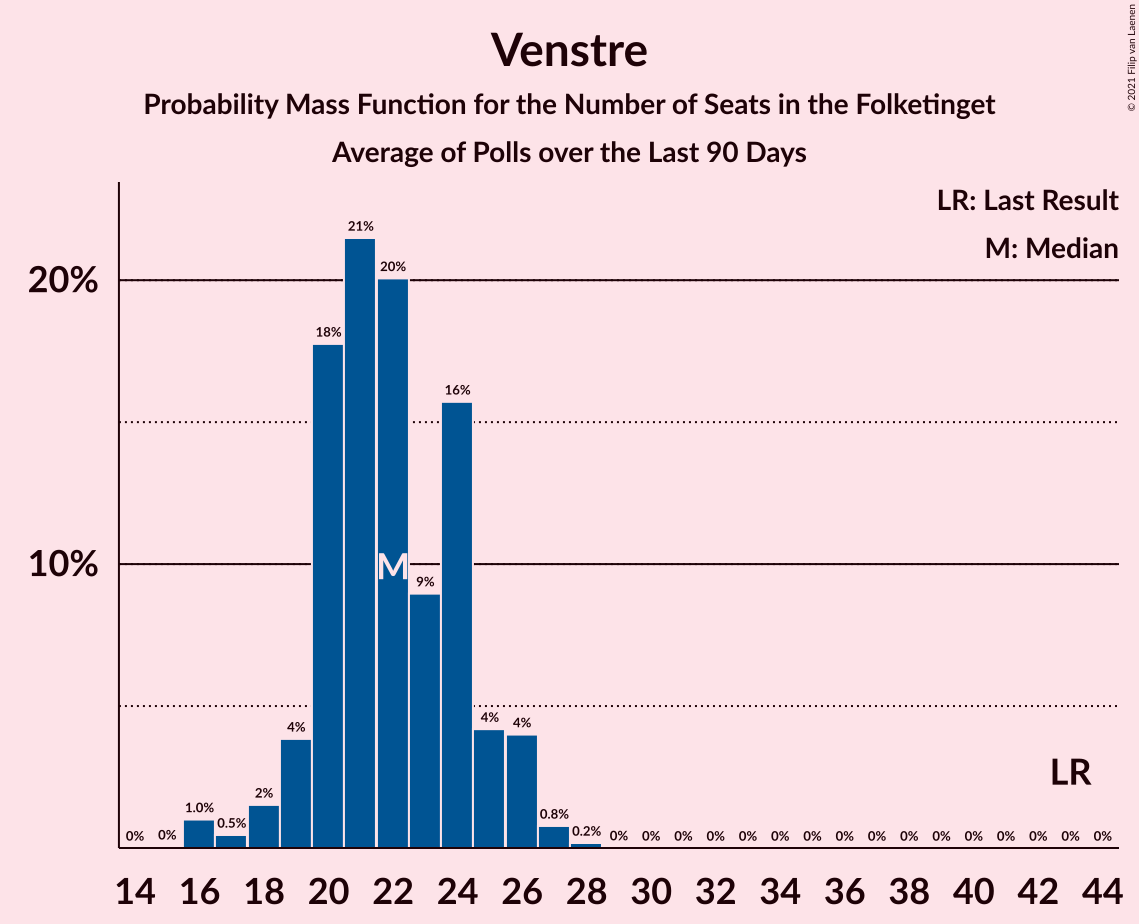 Venstre
Probability Mass Function for the Number of Seats in the Folketinget
Average of Polls over the Last 90 Days
© 2021 Filip van Laenen
LR: Last Result
M: Median
20%
10%
0% 0% 1.0% 0.5% 2% 4% 18% 21% 20% 9% 16% 4% 4% 0.8% 0.2% 0% 0% 0% 0% 0% 0% 0% 0% 0% 0% 0% 0% 0% 0% 0% 0%
M
LR
14 16 18 20 22 24 26 28 30 32 34 36 38 40 42 44